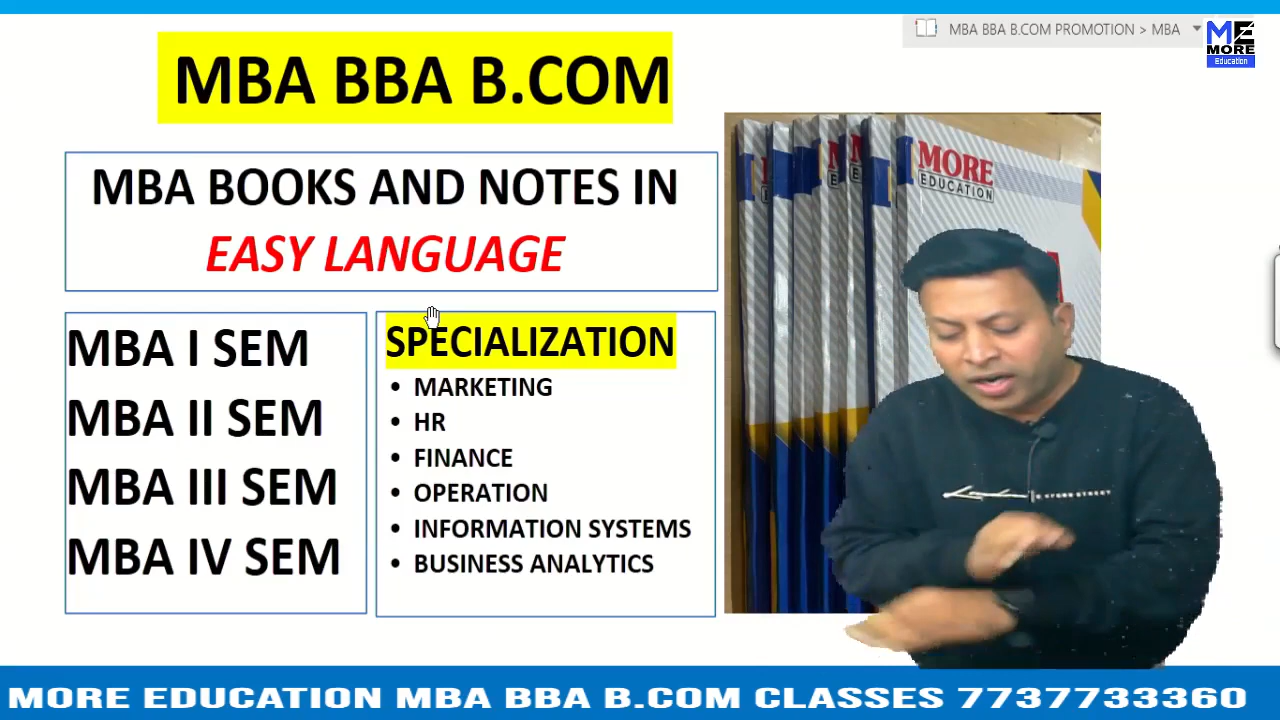 MBA BBA B.COM PROMOTION > MBA
ME
MORE
Education
MBA BBA B.COM
MBA BOOKS AND NOTES IN
EASY LANGUAGE
MBA I SEM
MBA II SEM
MBA III SEM
MBA IV SEM
SPECIALIZATION
• MARKETING
• HR
• FINANCE
• OPERATION
• INFORMATION SYSTEMS
• BUSINESS ANALYTICS
MORE
EDUCATION
MORE EDUCATION MBA BBA B.COM CLASSES 7737733360